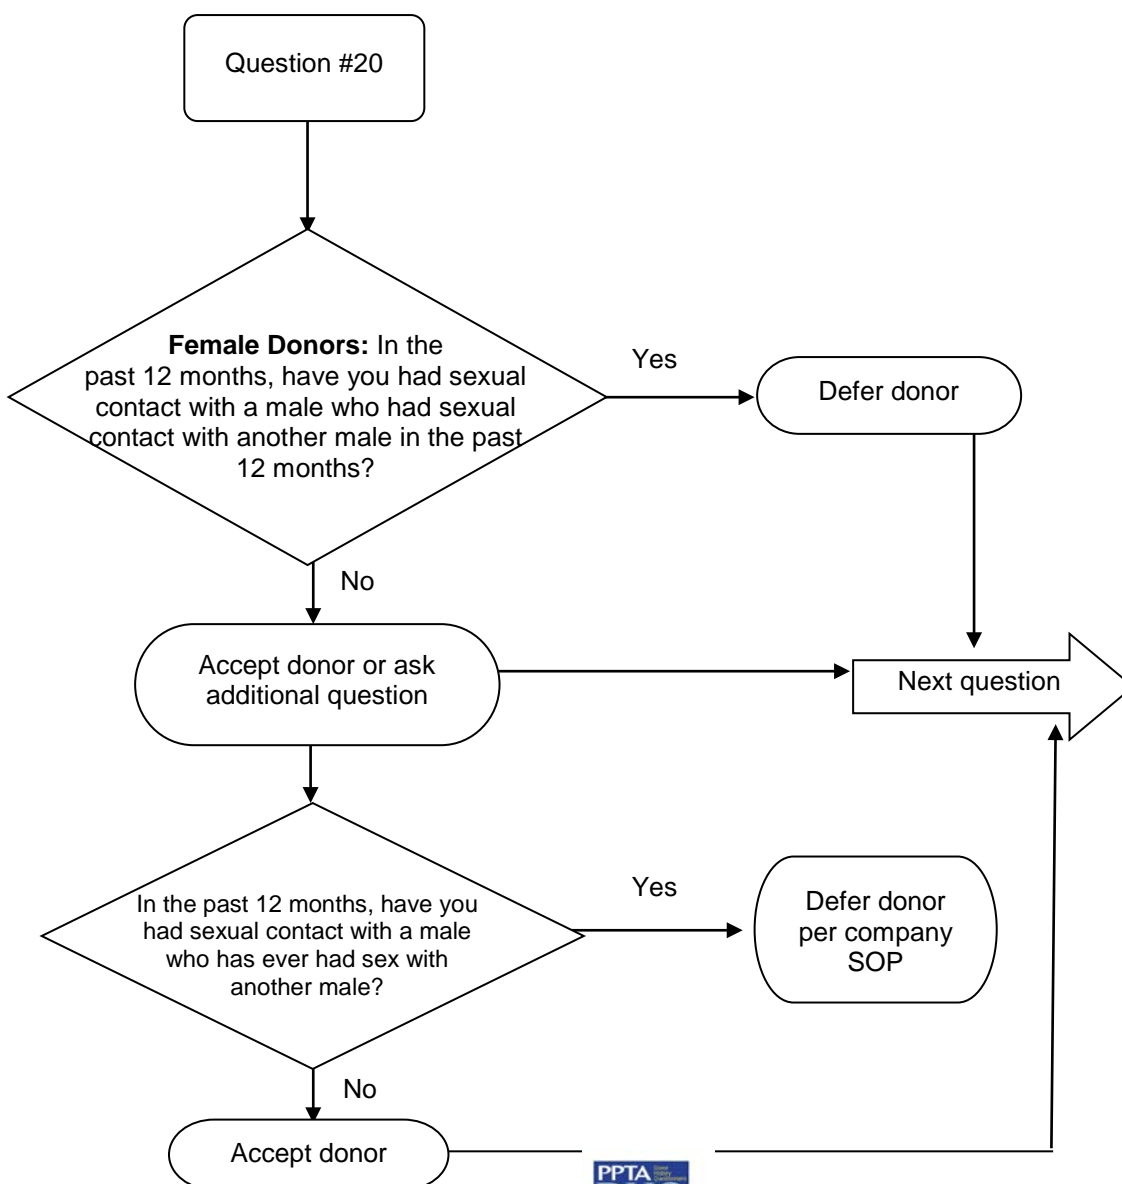 Question #20
Female Donors: In the
past 12 months, have you had sexual
contact with a male who had sexual
contact with another male in the past
12 months?
Yes
Defer donor
No
Accept donor or ask
additional question
Next question
In the past 12 months, have you
had sexual contact with a male
who has ever had sex with
another male?
Yes
Defer donor
per company
SOP
No
Accept donor
PPTA